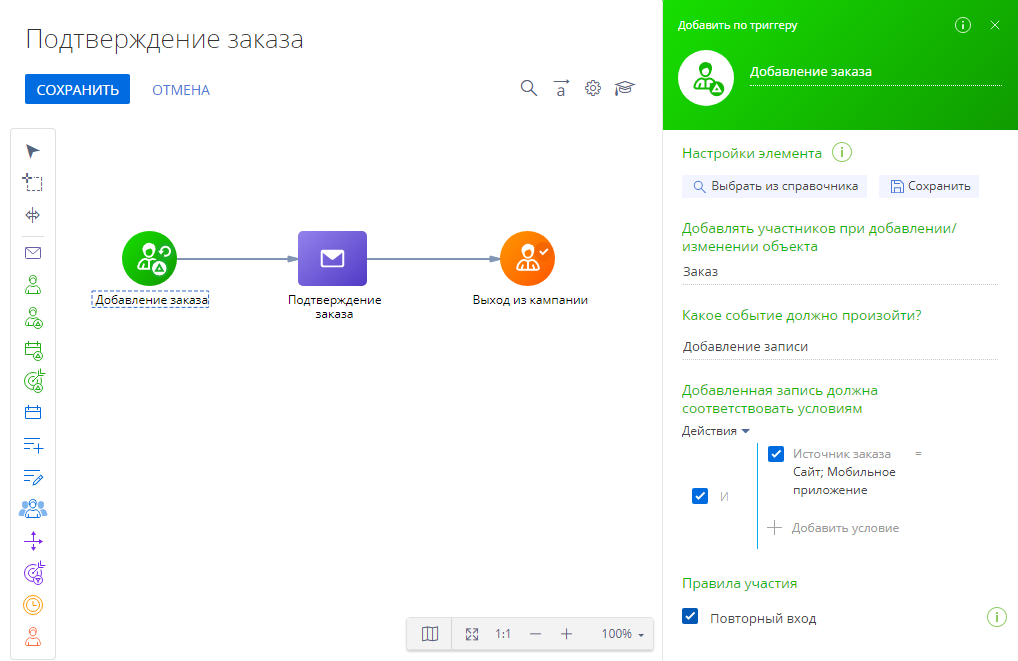 Подтверждение заказа
СОХРАНИТЬ
ОТМЕНА
a
Добавление заказа
Подтверждение
заказа
Выход из кампании
1:1
100%
Добавить по триггеру
Добавление заказа
Настройки элемента
Выбрать из справочника
Сохранить
Добавлять участников при добавлении/
изменении объекта
Заказ
Какое событие должно произойти?
Добавление записи
Добавленная запись должна
соответствовать условиям
Действия
Источник заказа =
Сайт; Мобильное
приложение
И
Добавить условие
Правила участия
Повторный вход